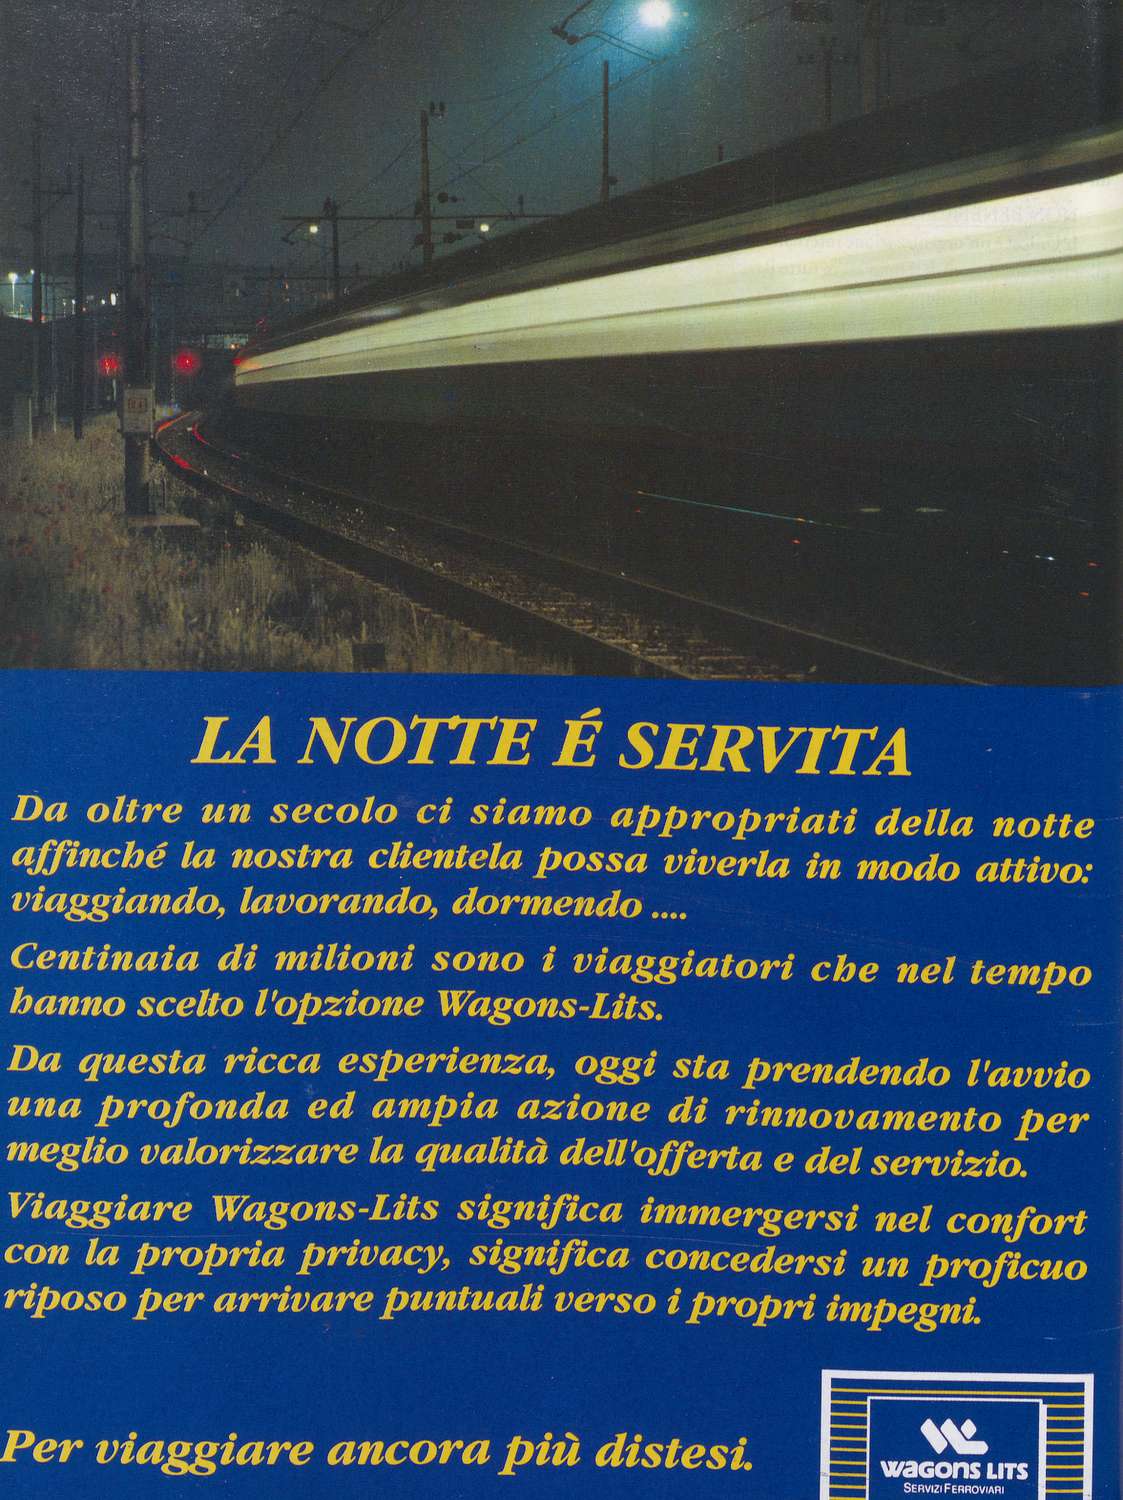 LA NOTTE É SERVITA
Da oltre un secolo ci siamo appropriati della notte
affinché la nostra clientela possa viverla in modo attivo:
viaggiando, lavorando, dormendo ....
Centinaia di milioni sono i viaggiatori che nel tempo
hanno scelto l'opzione Wagons-Lits.
Da questa ricca esperienza, oggi sta prendendo l'avvio
una profonda ed ampia azione di rinnovamento per
meglio valorizzare la qualità dell'offerta e del servizio.
Viaggiare Wagons-Lits significa immergersi nel confort
con la propria privacy, significa concedersi un proficuo
riposo per arrivare puntuali verso i propri impegni.
Per viaggiare ancora più distesi.
WAGONS LITS
SERVIZI FERROVIARI